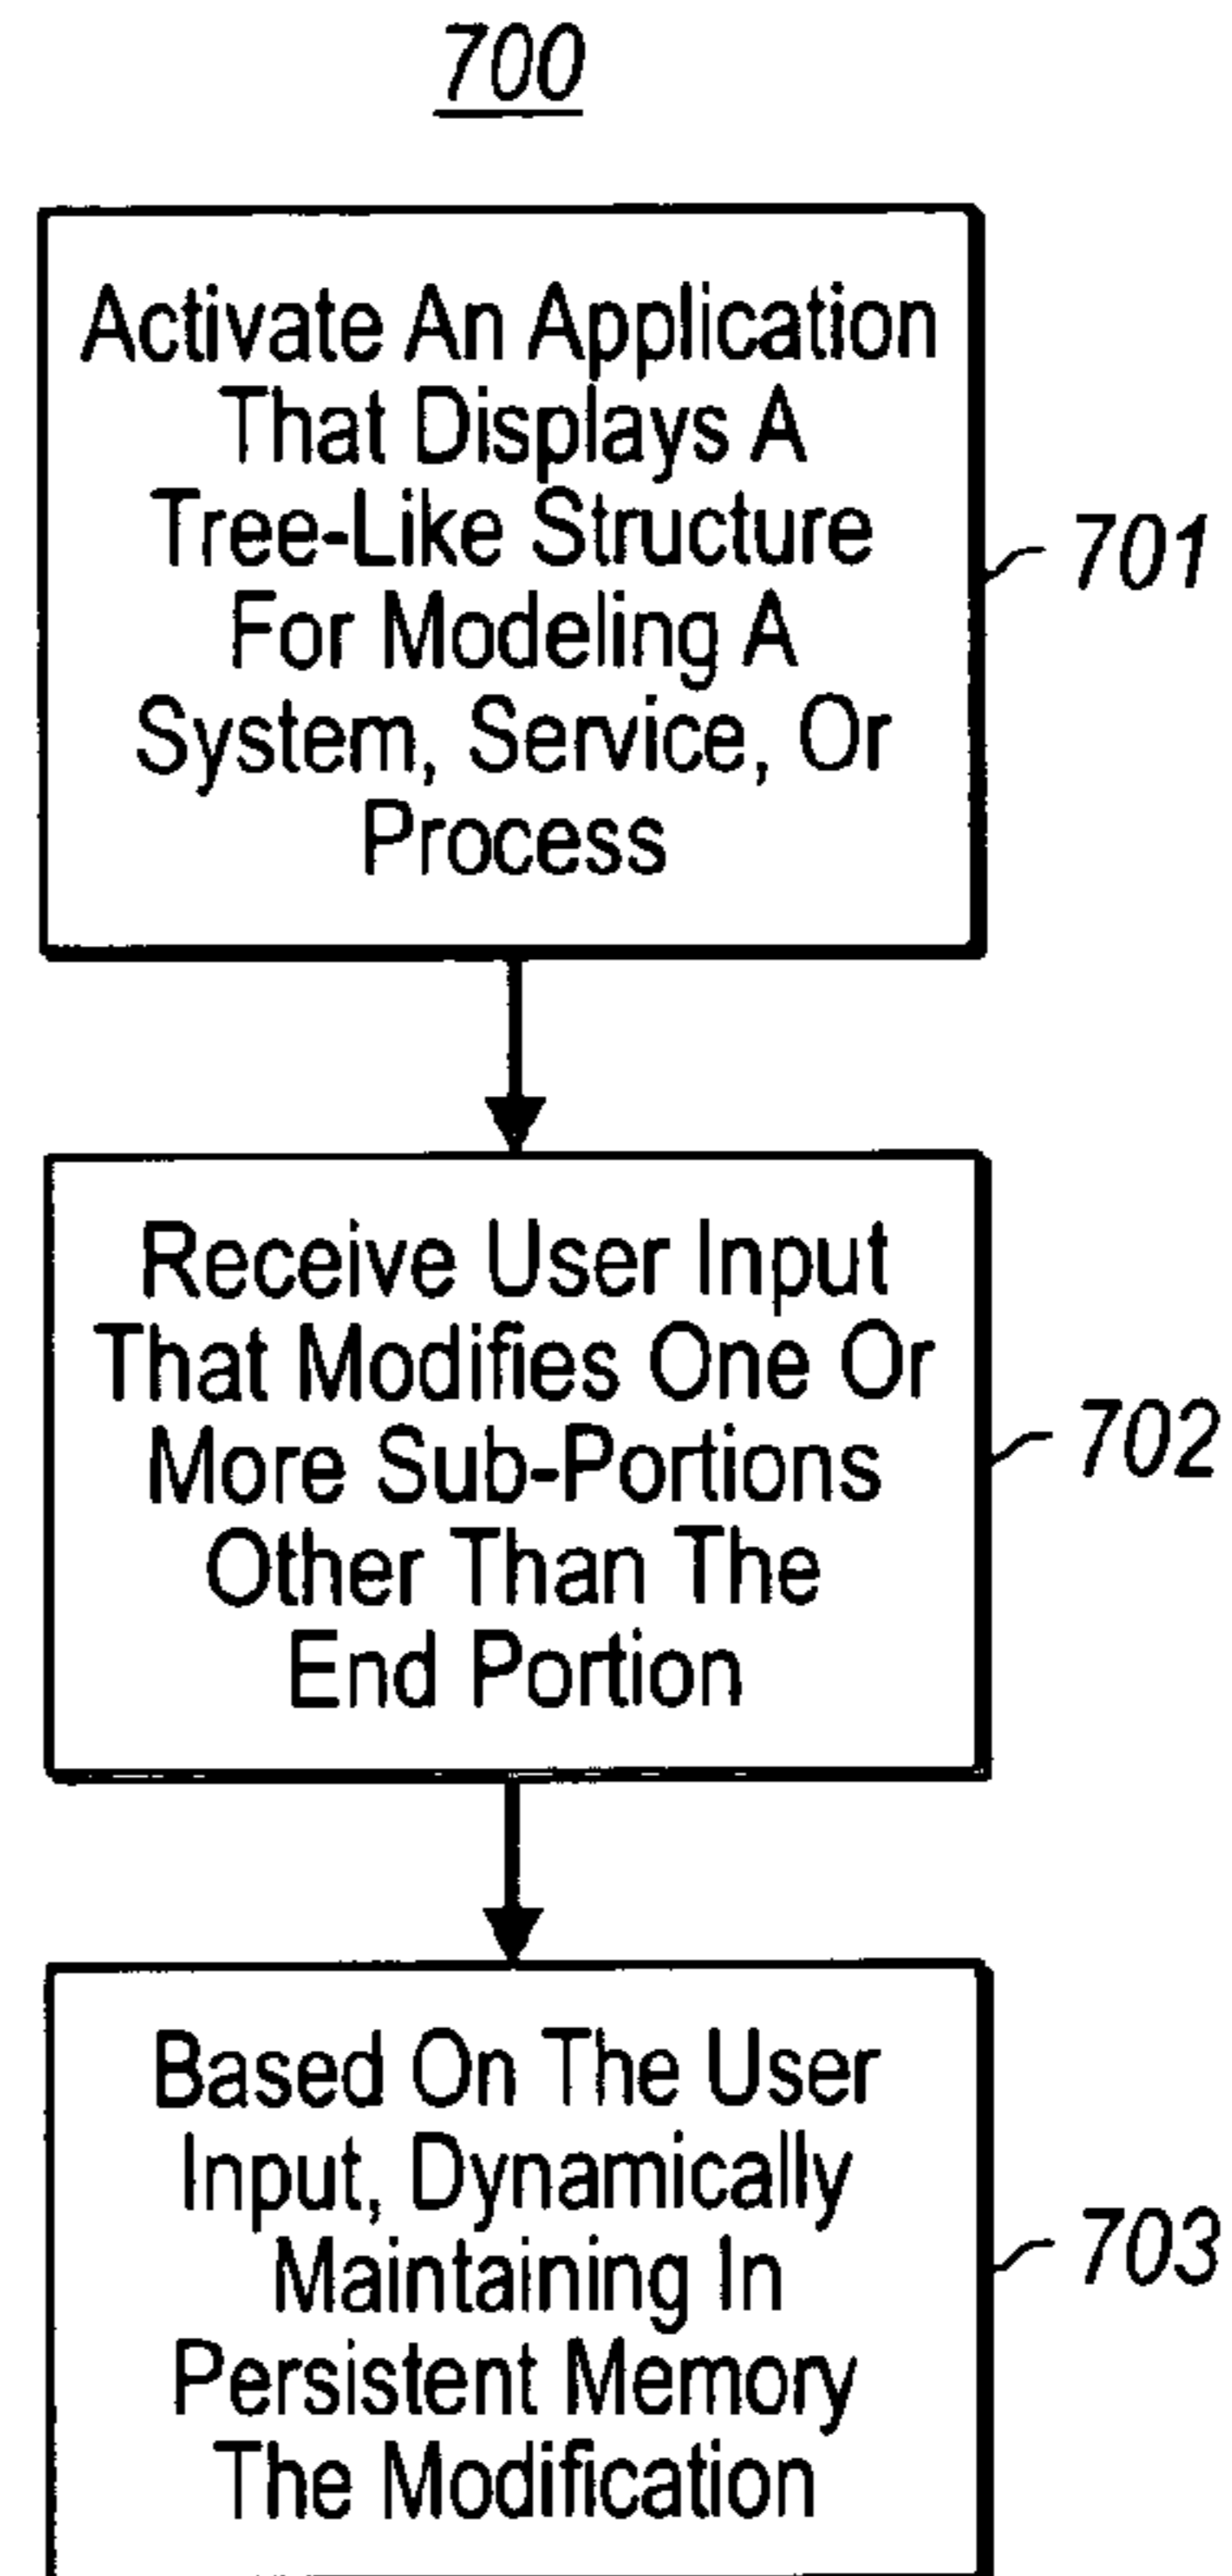 700
Activate An Application
That Displays A
Tree-Like Structure
For Modeling A
System, Service, Or
Process
701
Receive User Input
That Modifies One Or
More Sub-Portions
Other Than The
End Portion
702
Based On The User
Input, Dynamically
Maintaining In
Persistent Memory
The Modification
703